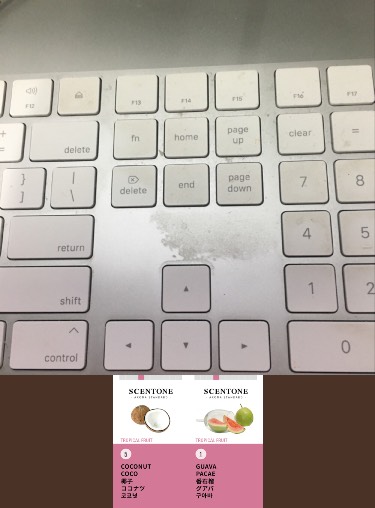 F12
F13
F14
F15
F16
F17
+
=
delete
fn
home
page
up
clear
=
}
]
|
\
delete
end
page
down
7
8
return
4
5
shift
1
2
control
0
SCENTONE
TROPICAL FRUIT
5
COCONUT
COCO
椰子
ココナツ
코코넛
SCENTONE
TROPICAL FRUIT
1
GUAVA
PACAE
番石榴
グアバ
구아바